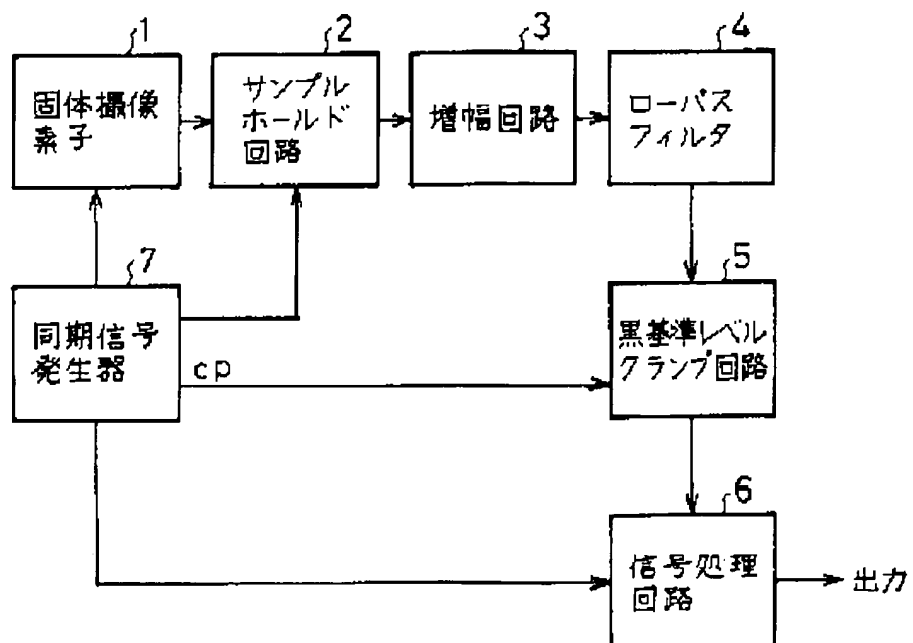 1
固体撮像
素子
2
サンプル
ホールド
回路
3
増幅回路
4
ローパス
フィルタ
7
同期信号
発生器
cp
5
黒基準レベル
クランプ回路
6
信号処理
回路
出力